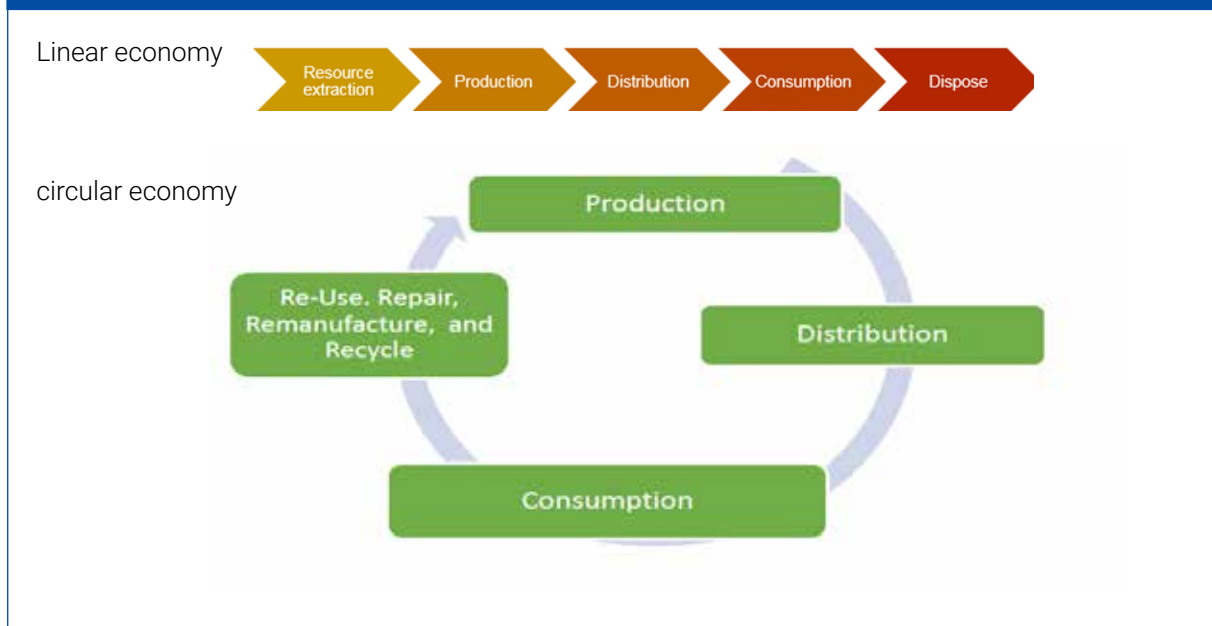 Linear economy
Resource
extraction
Production
Distribution
Consumption
Dispose
circular economy
Production
Re-Use. Repair,
Remanufacture, and
Recycle
Distribution
Consumption